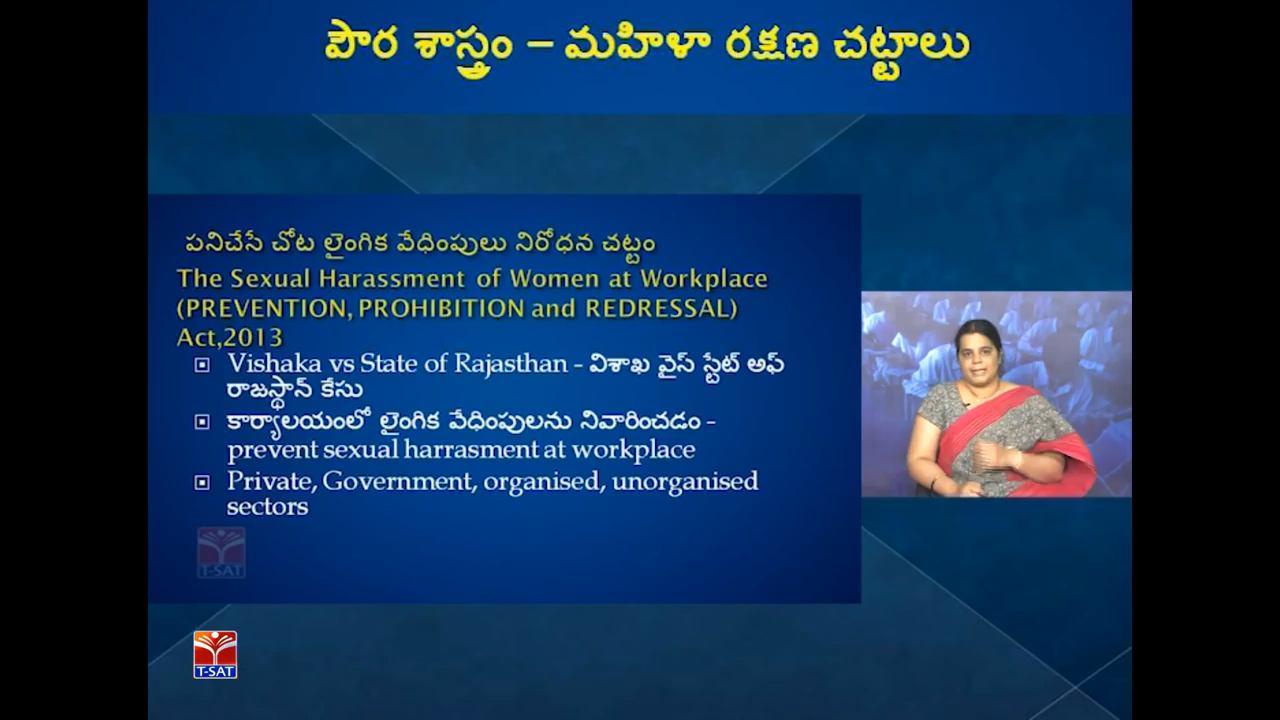 పౌర శాస్త్రం – మహిళా రక్షణ చట్టాలు
పనిచేసే చోట లైంగిక వేధింపులు నిరోధన చట్టం
The Sexual Harassment of Women at Workplace
(PREVENTION, PROHIBITION and REDRESSAL)
Act,2013
Vishaka vs State of Rajasthan - విశాఖ వైస్ స్టేట్ అఫ్
రాజస్థాన్ కేసు
కార్యాలయంలో లైంగిక వేధింపులను నివారించడం -
prevent sexual harrasment at workplace
Private, Government, organised, unorganised
sectors
T-SAT
T-SAT